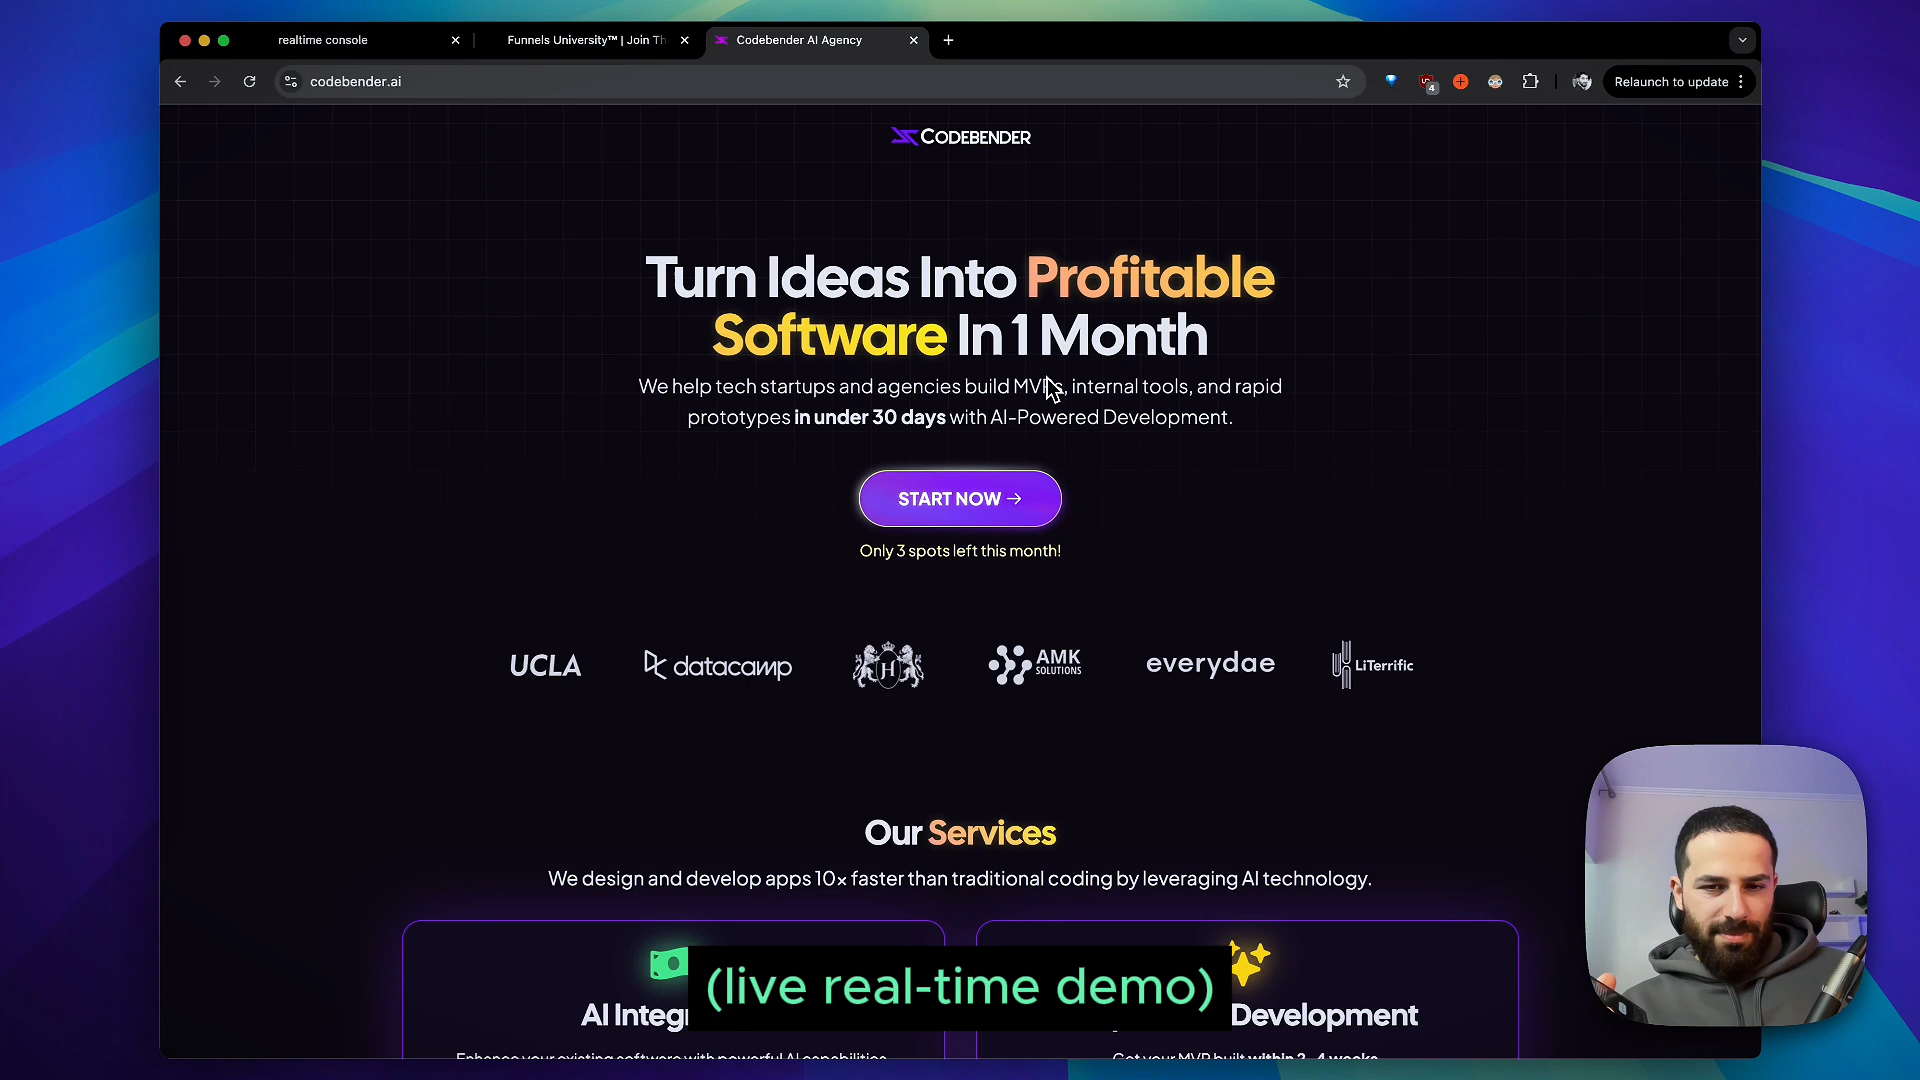 realtime console
Funnels University™ | Join Th
Codebender AI Agency
codebender.ai
4
Relaunch to update
CODEBENDER
Turn Ideas Into Profitable
Software In 1 Month
We help tech startups and agencies build MVPs, internal tools, and rapid
prototypes in under 30 days with AI-Powered Development.
START NOW →
Only 3 spots left this month!
UCLA
datacamp
H
AMK
SOLUTIONS
everydae
LiTerrific
Our Services
We design and develop apps 10x faster than traditional coding by leveraging AI technology.
(live real-time demo)
AI Integ
Development